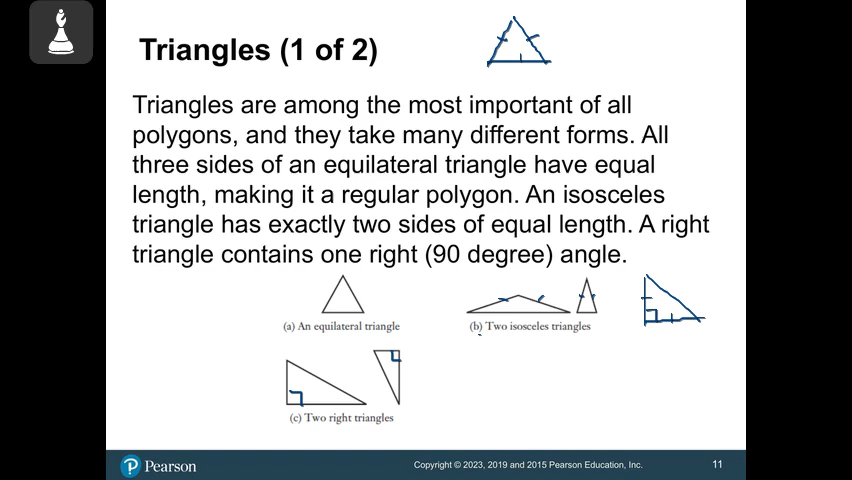 Triangles (1 of 2)
Triangles are among the most important of all
polygons, and they take many different forms. All
three sides of an equilateral triangle have equal
length, making it a regular polygon. An isosceles
triangle has exactly two sides of equal length. A right
triangle contains one right (90 degree) angle.
(a) An equilateral triangle
(b) Two isosceles triangles
(c) Two right triangles
Pearson
Copyright © 2023, 2019 and 2015 Pearson Education, Inc.
11